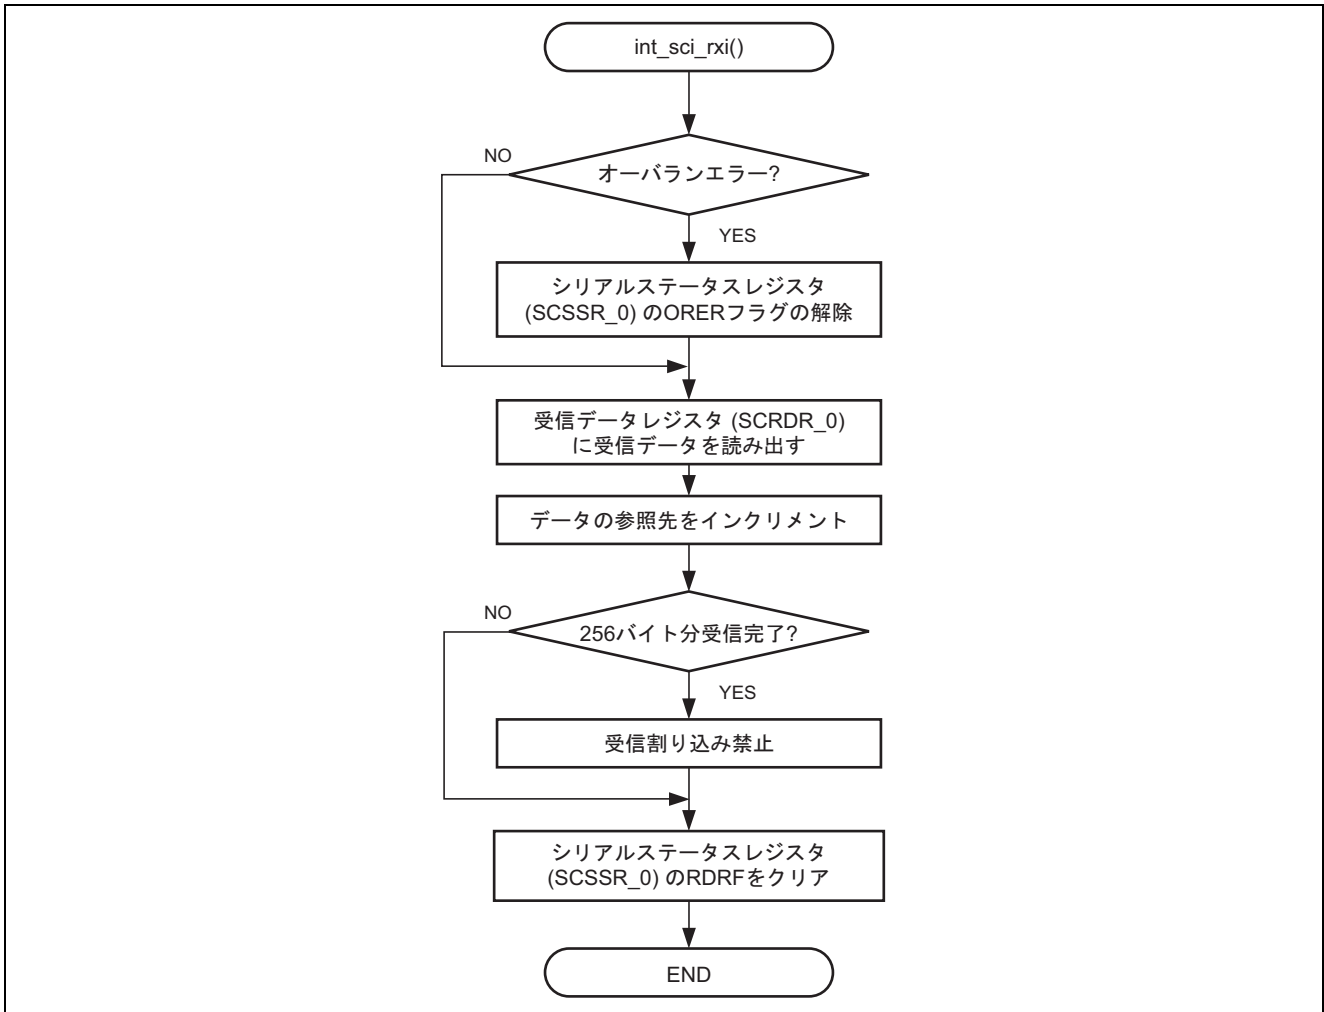 int_sci_rxi()
NO
オーバランエラー?
YES
シリアルステータスレジスタ
(SCSSR_0) のORERフラグの解除
受信データレジスタ (SCRDR_0)
に受信データを読み出す
データの参照先をインクリメント
NO
256バイト分受信完了?
YES
受信割り込み禁止
シリアルステータスレジスタ
(SCSSR_0) のRDRFをクリア
END